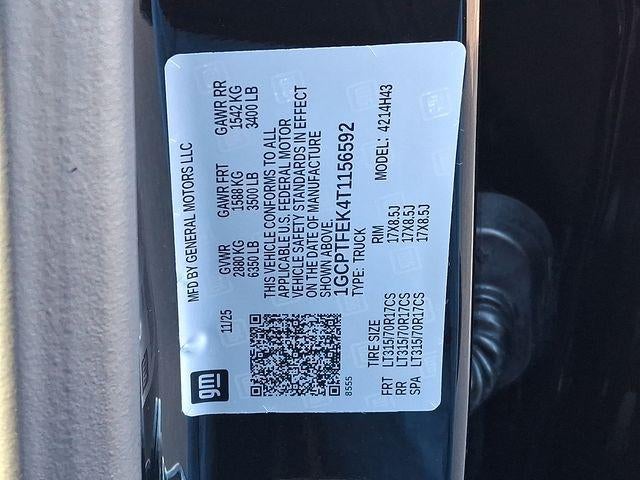 gm
MFD BY GENERAL MOTORS LLC
11/25
GVWR GAWR FRT GAWR RR
2880 KG 1588 KG 1542 KG
6350 LB 3500 LB 3400 LB
THIS VEHICLE CONFORMS TO ALL
APPLICABLE U.S. FEDERAL MOTOR
VEHICLE SAFETY STANDARDS IN EFFECT
ON THE DATE OF MANUFACTURE
SHOWN ABOVE.
1GCPTFEK4T1156592
TYPE: TRUCK MODEL: 4214H43
8555
TIRE SIZE RIM
FRT LT315/70R17CS 17X8.5J
RR LT315/70R17CS 17X8.5J
SPA LT315/70R17CS 17X8.5J